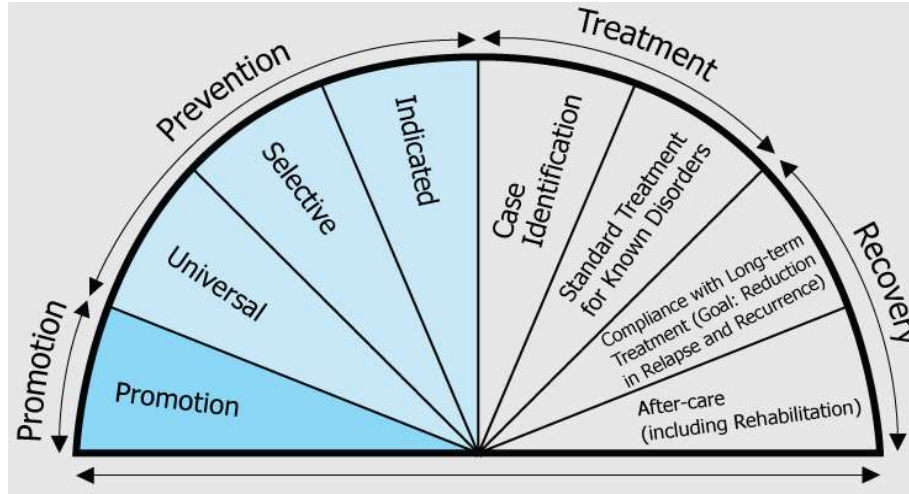 Promotion
Prevention
Treatment
Recovery
Promotion
Universal
Selective
Indicated
Case
Identification
Standard Treatment
for Known Disorders
Compliance with Long-term
Treatment (Goal: Reduction
in Relapse and Recurrence)
After-care
(including Rehabilitation)